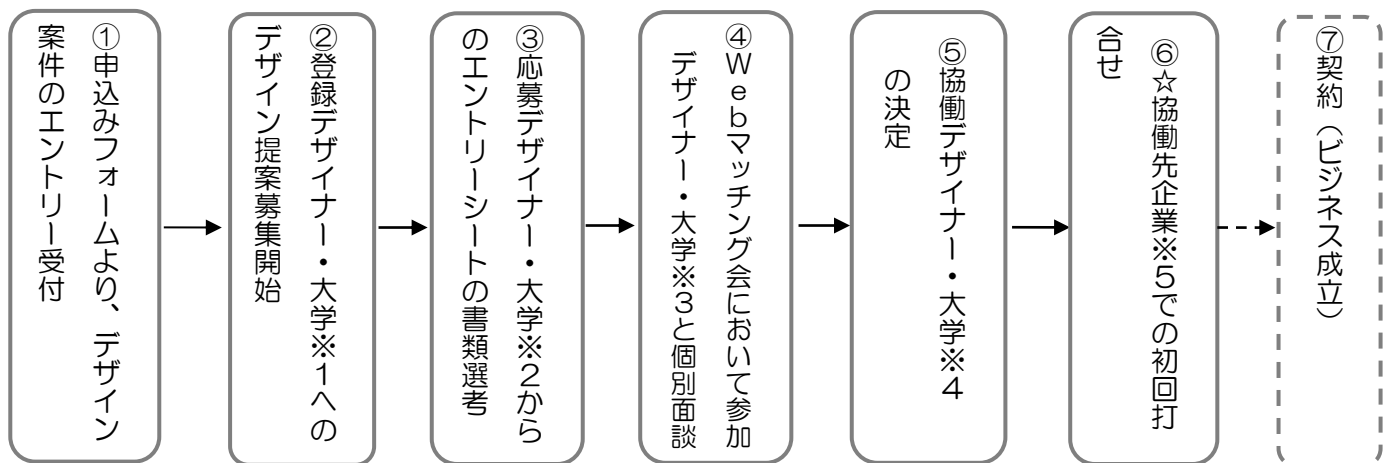 ①申込みフォームより、デザイン
案件のエントリー受付
②登録デザイナー・大学※1への
デザイン提案募集開始
③応募デザイナー・大学※2から
のエントリーシートの書類選考
④Webマッチング会において参加
デザイナー・大学※3と個別面談
⑤協働デザイナー・大学※4
の決定
⑥☆協働先企業※5での初回打
合せ
⑦契約（ビジネス成立）